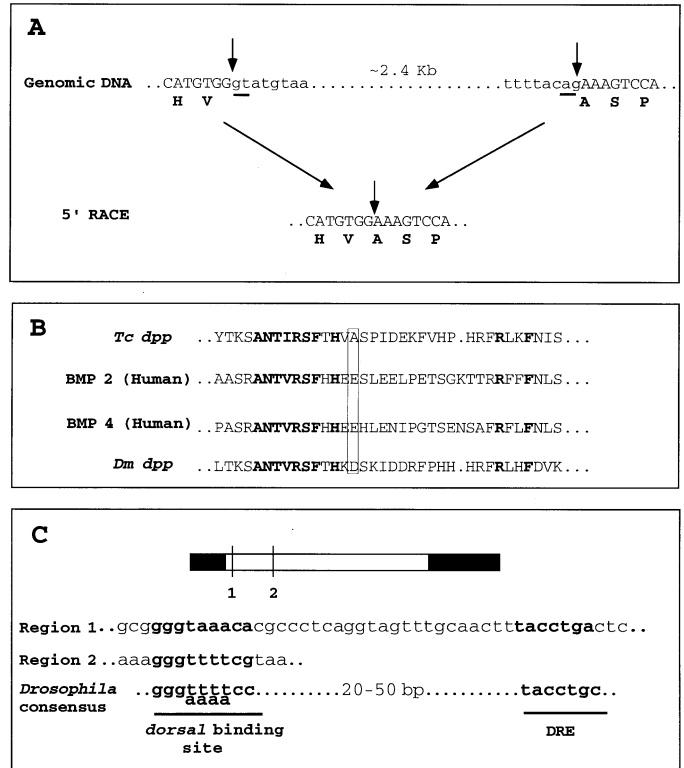 A
~2.4 Kb
Genomic DNA ..CATGTGGgtatgtaa...................ttttacagAAAGTCCA..
H V A S P
5' RACE ..CATGTGGAAAGTCCA..
H V A S P
B
Tc dpp ..YTKSANTIRSFTHVASPIDEKFVHP.HRFRLKFNIS...
BMP 2 (Human) ..AASRANTVRSFHHEESLEELPETSGKTTRRFFFNLS...
BMP 4 (Human) ..PASRANTVRSFHHEEHLENIPGTSENSAFRFLFNLS...
Dm dpp ..LTKSANTVRSFTHKDSKIDDRFPHH.HRFRLHFDVK...
C
1 2
Region 1..gcggggtaaacacgccctcaggtagtttgcaactttacctgactc..
Region 2..aaagggttttcgtaa..
Drosophila ..gggttttcc..........20-50 bp...........tacctgc..
consensus aaaa
dorsal binding DRE
site